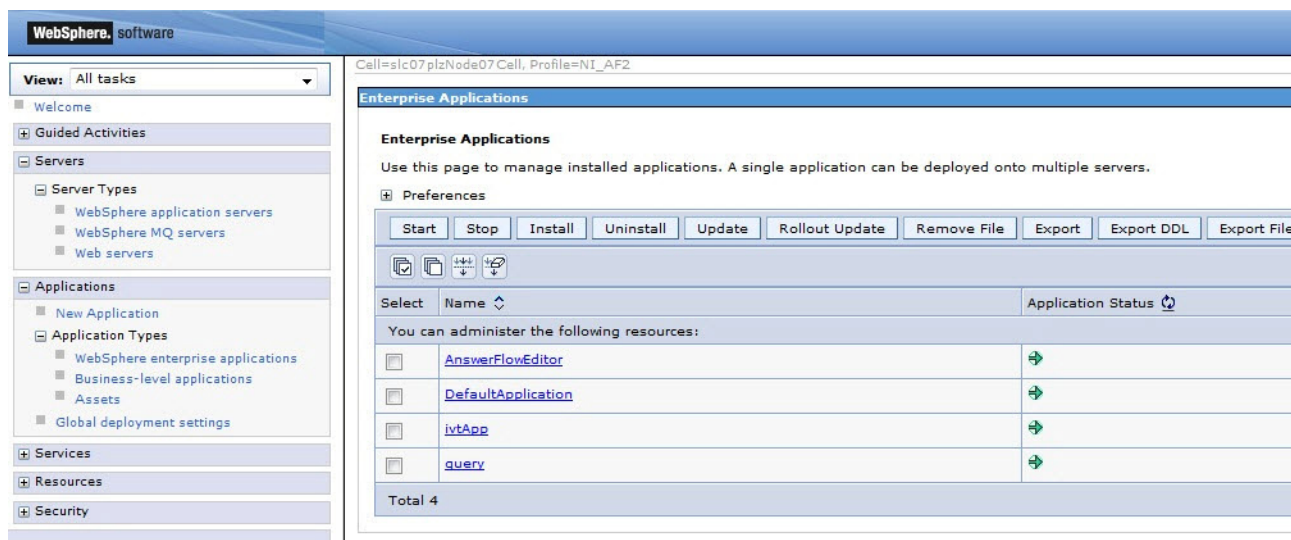 WebSphere. software
View: All tasks
Welcome
Guided Activities
Servers
Server Types
WebSphere application servers
WebSphere MQ servers
Web servers
Applications
New Application
Application Types
WebSphere enterprise applications
Business-level applications
Assets
Global deployment settings
Services
Resources
Security
Cell=slc07plzNode07Cell, Profile=NI_AF2
Enterprise Applications
Enterprise Applications
Use this page to manage installed applications. A single application can be deployed onto multiple servers.
Preferences
Start Stop Install Uninstall Update Rollout Update Remove File Export Export DDL Export File
Select Name Application Status
You can administer the following resources:
AnswerFlowEditor
DefaultApplication
ivtApp
query
Total 4